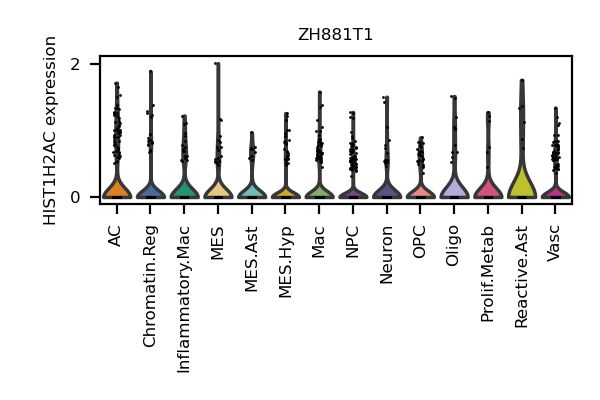 ZH881T1
HIST1H2AC expression
2
0
AC
Chromatin.Reg
Inflammatory.Mac
MES
MES.Ast
MES.Hyp
Mac
NPC
Neuron
OPC
Oligo
Prolif.Metab
Reactive.Ast
Vasc